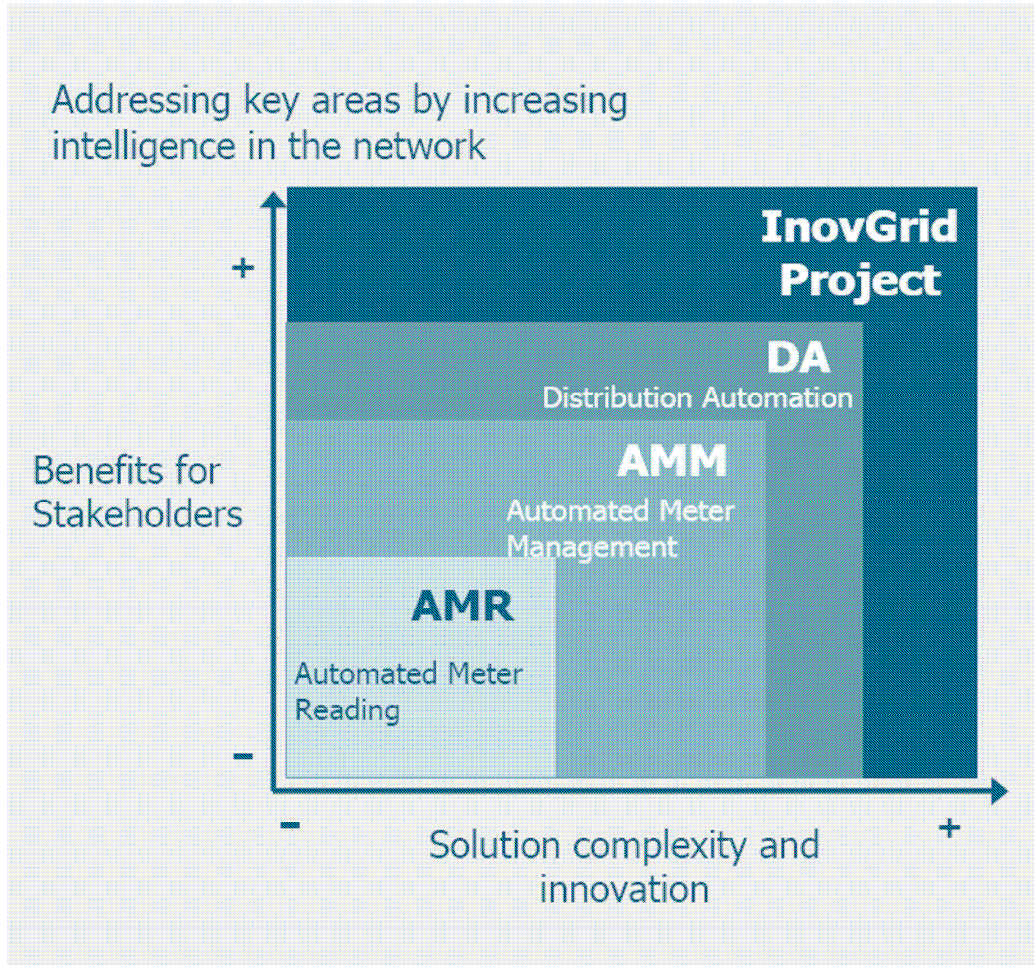 Addressing key areas by increasing
intelligence in the network
InovGrid
Project
+
DA
Distribution Automation
AMM
Benefits for
Stakeholders
Automated Meter
Management
AMR
Automated Meter
Reading
-
-
+
Solution complexity and
innovation